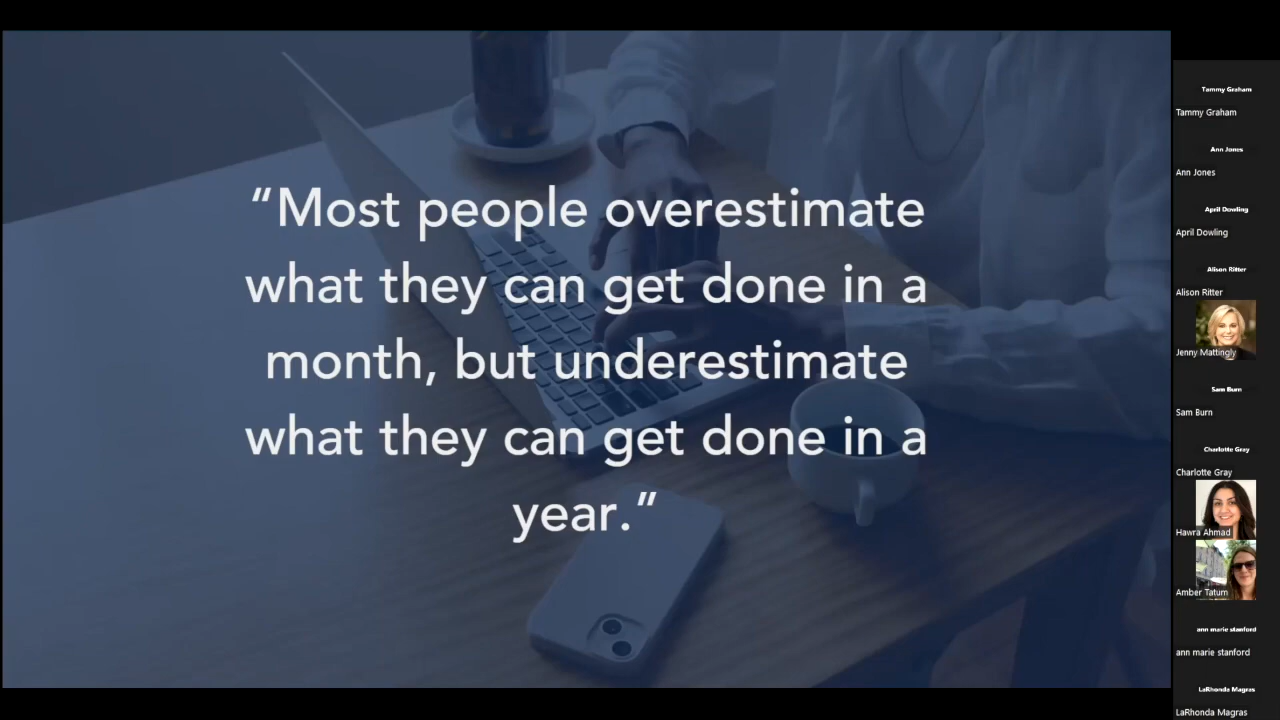 “Most people overestimate
what they can get done in a
month, but underestimate
what they can get done in a
year.”
Tammy Graham
Tammy Graham
Ann Jones
Ann Jones
April Dowling
April Dowling
Alison Ritter
Alison Ritter
Jenny Mattingly
Sam Burn
Sam Burn
Charlotte Gray
Charlotte Gray
Hawra Ahmad
Amber Tatum
ann marie stanford
ann marie stanford
LaRhonda Magras
LaRhonda Magras